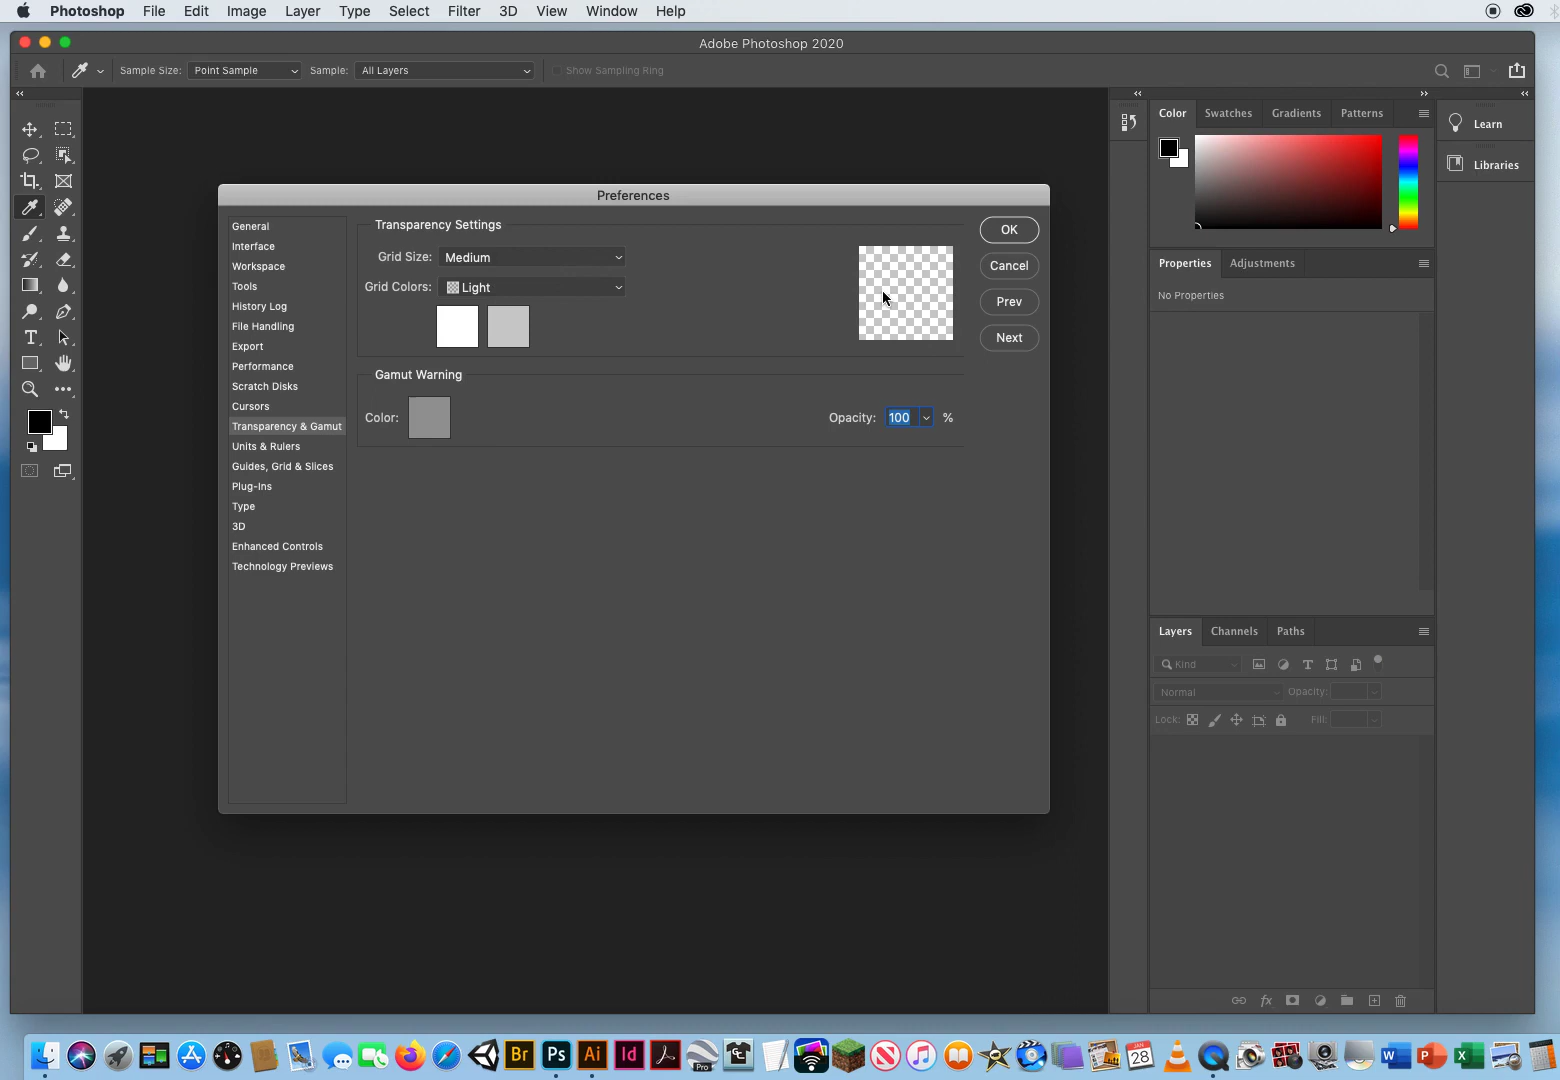 Photoshop File Edit Image Layer Type Select Filter 3D View Window Help
Adobe Photoshop 2020
Sample Size: Point Sample Sample: All Layers Show Sampling Ring
Color Swatches Gradients Patterns
Learn
Libraries
Properties Adjustments
No Properties
Layers Channels Paths
Kind
Normal Opacity:
Lock: Fill:
fx
Preferences
General
Interface
Workspace
Tools
History Log
File Handling
Export
Performance
Scratch Disks
Cursors
Transparency & Gamut
Units & Rulers
Guides, Grid & Slices
Plug-Ins
Type
3D
Enhanced Controls
Technology Previews
Transparency Settings
Grid Size: Medium
Grid Colors: Light
Gamut Warning
Color: Opacity: 100 %
OK
Cancel
Prev
Next
Br Ps Ai Id Pro JAN 28 W P X